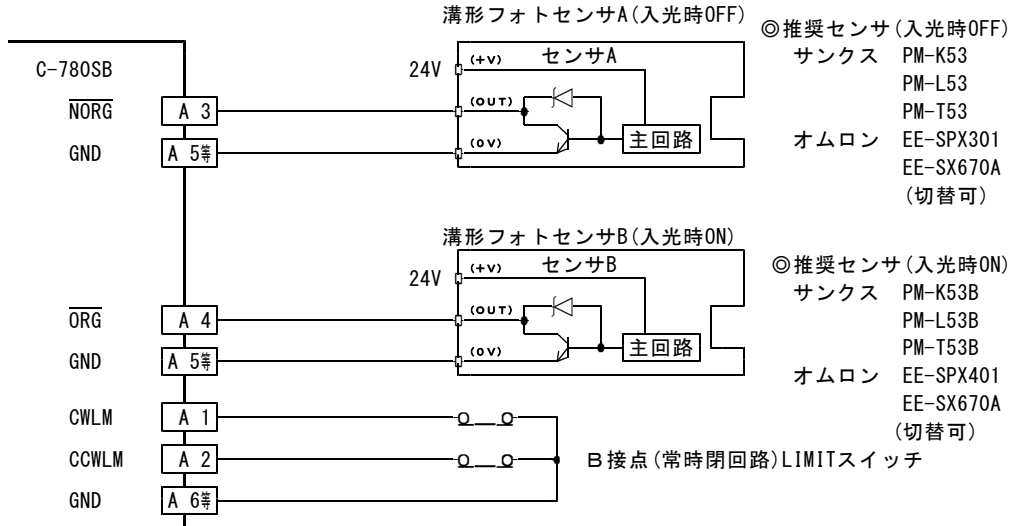 溝形フォトセンサA(入光時OFF)
◎推奨センサ(入光時OFF)
サンクス PM-K53
PM-L53
PM-T53
オムロン EE-SPX301
EE-SX670A
(切替可)
C-780SB
24V
(+V)
センサA
NORG
A 3
(OUT)
GND
A 5等
(0V)
主回路
溝形フォトセンサB(入光時ON)
◎推奨センサ(入光時ON)
サンクス PM-K53B
PM-L53B
PM-T53B
オムロン EE-SPX401
EE-SX670A
(切替可)
24V
(+V)
センサB
ORG
A 4
(OUT)
GND
A 5等
(0V)
主回路
CWLM
A 1
CCWLM
A 2
B接点(常時閉回路)LIMITスイッチ
GND
A 6等